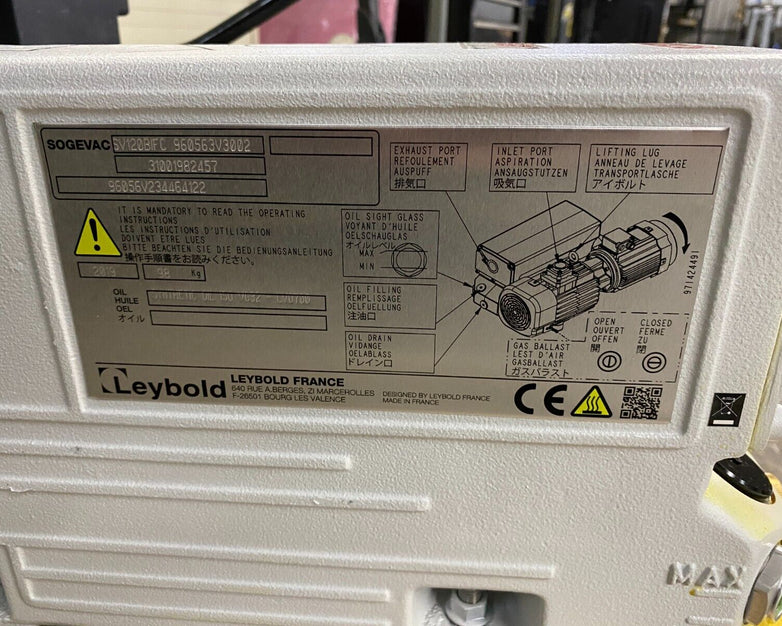 SOGEVAC SV120BIFC 960563V3002
31001982457
96056V234464122
IT IS MANDATORY TO READ THE OPERATING
INSTRUCTIONS
LES INSTRUCTIONS D'UTILISATION
DOIVENT ETRE LUES
BITTE BEACHTEN SIE DIE BEDIENUNGSANLEITUNG
操作手順書をお読みください。
2019 98 Kg
OIL
HUILE
OEL
オイル
EXHAUST PORT
REFOULEMENT
AUSPUFF
排気口
INLET PORT
ASPIRATION
ANSAUGSTUTZEN
吸気口
LIFTING LUG
ANNEAU DE LEVAGE
TRANSPORTLASCHE
アイボルト
OIL SIGHT GLASS
VOYANT D'HUILE
OELSCHAUGLAS
オイルレベル
MAX
MIN
OIL FILLING
REMPLISSAGE
OELFUELLUNG
注油口
OIL DRAIN
VIDANGE
OELABLASS
ドレイン口
GAS BALLAST
LEST D'AIR
GASBALLAST
ガスバラスト
OPEN
OUVERT
OFFEN
開
CLOSED
FERME
ZU
閉
971424491
Leybold
LEYBOLD FRANCE
640 RUE A.BERGES, ZI MARCEROLLES
F-26501 BOURG LES VALENCE
DESIGNED BY LEYBOLD FRANCE
MADE IN FRANCE
CE
MAX